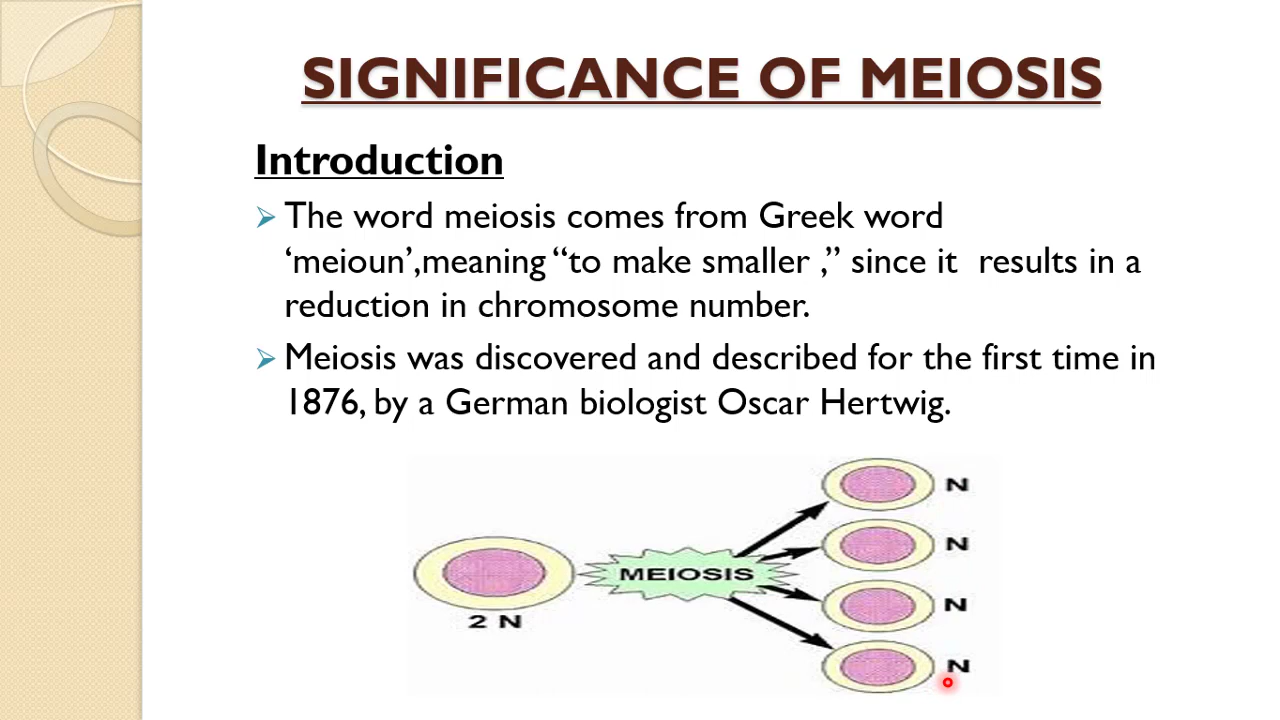 SIGNIFICANCE OF MEIOSIS
Introduction
The word meiosis comes from Greek word
‘meioun’,meaning “to make smaller ,” since it results in a
reduction in chromosome number.
Meiosis was discovered and described for the first time in
1876, by a German biologist Oscar Hertwig.
N
N
MEIOSIS
N
2 N
N